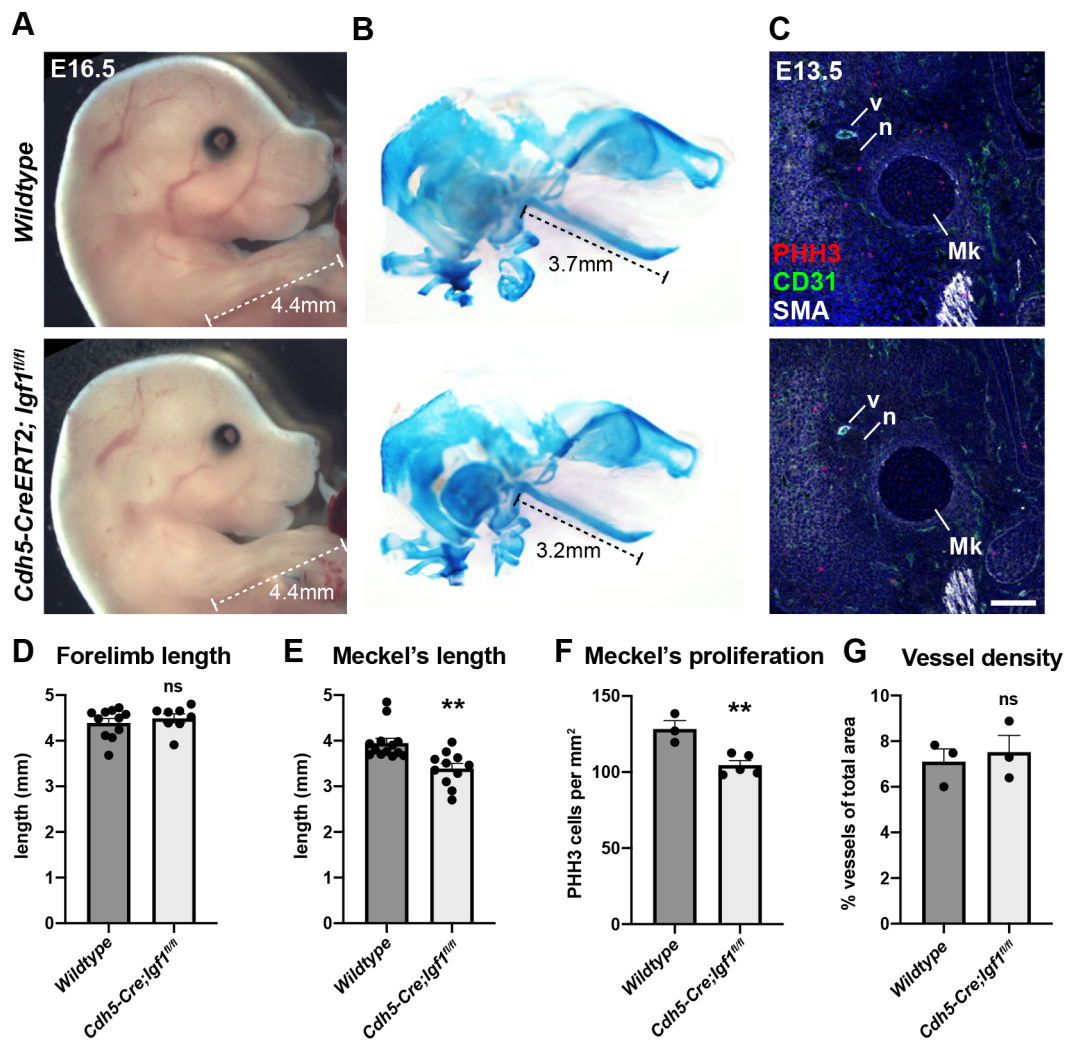 A
B
C
Wildtype
E16.5
4.4mm
3.7mm
E13.5
v
n
Mk
PHH3
CD31
SMA
Cdh5-CreERT2; Igf1fl/fl
4.4mm
3.2mm
v
n
Mk
D Forelimb length
ns
length (mm)
5
4
3
2
1
0
Wildtype
Cdh5-Cre;Igf1fl/fl
E Meckel's length
**
length (mm)
5
4
3
2
1
0
Wildtype
Cdh5-Cre;Igf1fl/fl
F Meckel's proliferation
**
PHH3 cells per mm²
150
100
50
0
Wildtype
Cdh5-Cre;Igf1fl/fl
G Vessel density
ns
% vessels of total area
10
8
6
4
2
0
Wildtype
Cdh5-Cre;Igf1fl/fl